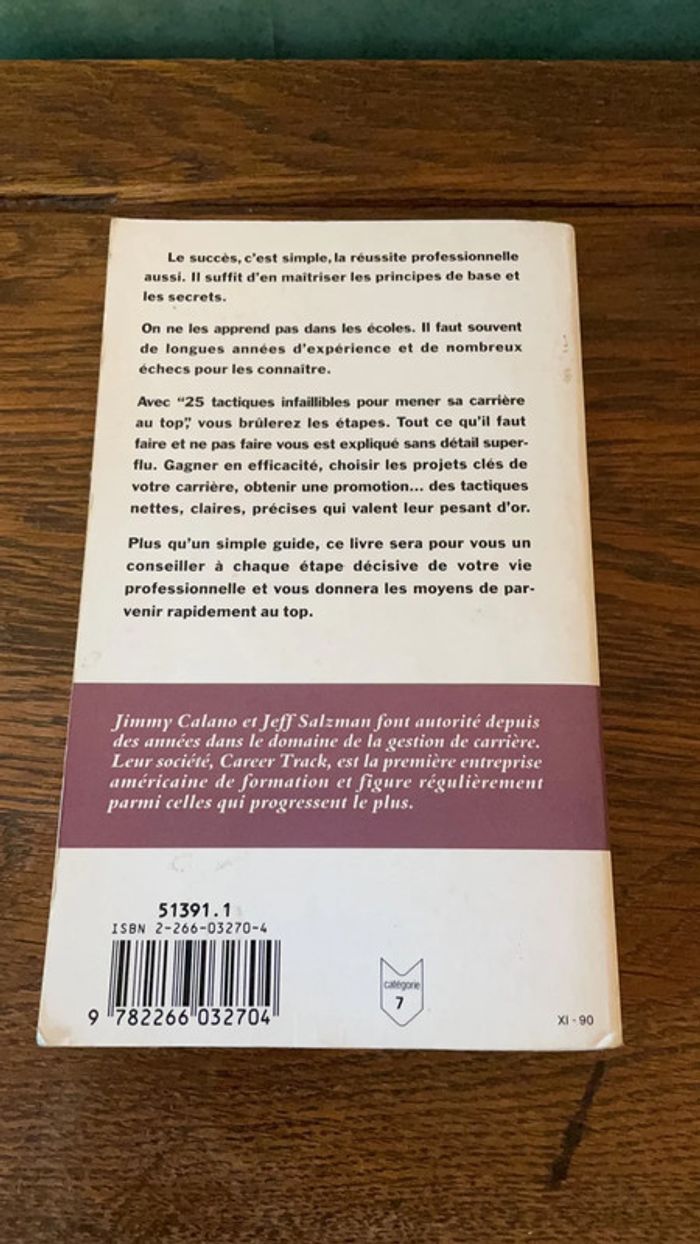 Le succès, c'est simple, la réussite professionnelle
aussi. Il suffit d'en maîtriser les principes de base et
les secrets.
On ne les apprend pas dans les écoles. Il faut souvent
de longues années d'expérience et de nombreux
échecs pour les connaître.
Avec "25 tactiques infaillibles pour mener sa carrière
au top", vous brûlerez les étapes. Tout ce qu'il faut
faire et ne pas faire vous est expliqué sans détail super-
flu. Gagner en efficacité, choisir les projets clés de
votre carrière, obtenir une promotion... des tactiques
nettes, claires, précises qui valent leur pesant d'or.
Plus qu'un simple guide, ce livre sera pour vous un
conseiller à chaque étape décisive de votre vie
professionnelle et vous donnera les moyens de par-
venir rapidement au top.
Jimmy Calano et Jeff Salzman font autorité depuis
des années dans le domaine de la gestion de carrière.
Leur société, Career Track, est la première entreprise
américaine de formation et figure régulièrement
parmi celles qui progressent le plus.
51391.1
ISBN 2-266-03270-4
9 782266 032704
catégorie
7
XI - 90